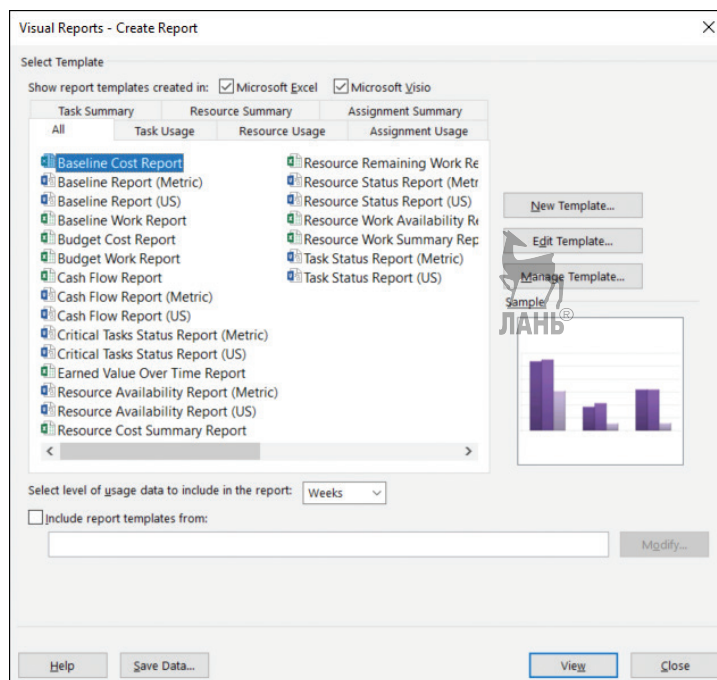 Visual Reports - Create Report
Select Template
Show report templates created in: Microsoft Excel Microsoft Visio
Task Summary Resource Summary Assignment Summary
All Task Usage Resource Usage Assignment Usage
Baseline Cost Report
Baseline Report (Metric)
Baseline Report (US)
Baseline Work Report
Budget Cost Report
Budget Work Report
Cash Flow Report
Cash Flow Report (Metric)
Cash Flow Report (US)
Critical Tasks Status Report (Metric)
Critical Tasks Status Report (US)
Earned Value Over Time Report
Resource Availability Report (Metric)
Resource Availability Report (US)
Resource Cost Summary Report
Resource Remaining Work Re
Resource Status Report (Metr
Resource Status Report (US)
Resource Work Availability Re
Resource Work Summary Rep
Task Status Report (Metric)
Task Status Report (US)
New Template...
Edit Template...
Manage Template...
Sample
ЛАНЬ®
Select level of usage data to include in the report: Weeks
Include report templates from:
Modify...
Help Save Data... View Close